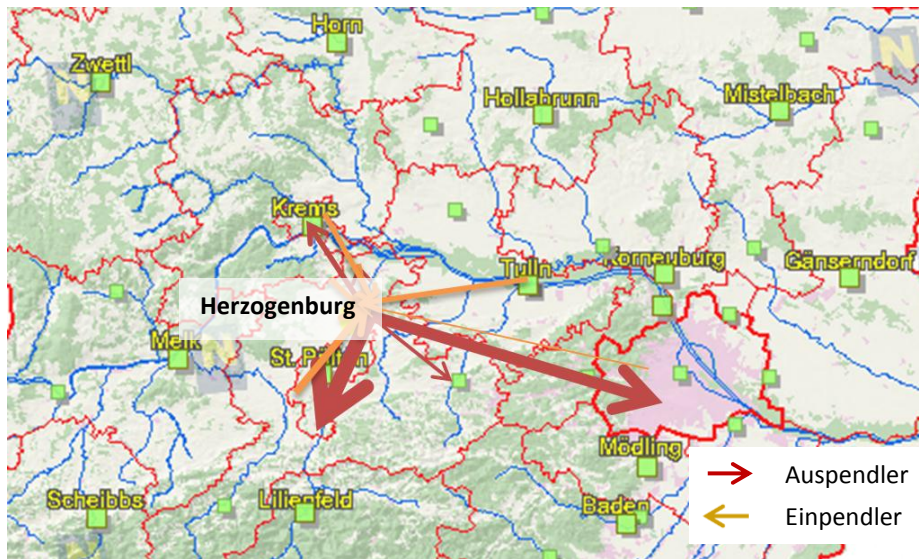 Horn
Zwettl
Hollabrunn
Mistelbach
Krems
Korneuburg
Tulln
Gänserndorf
Herzogenburg
Melk
St. Pölten
Mödling
Auspendler
Scheibbs
Lilienfeld
Baden
Einpendler